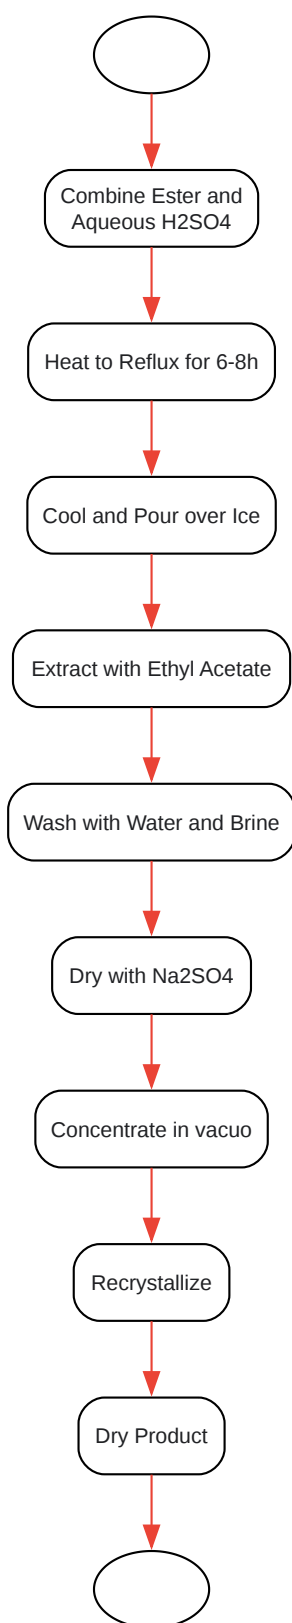 Combine Ester and
Aqueous H2SO4
Heat to Reflux for 6-8h
Cool and Pour over Ice
Extract with Ethyl Acetate
Wash with Water and Brine
Dry with Na2SO4
Concentrate in vacuo
Recrystallize
Dry Product